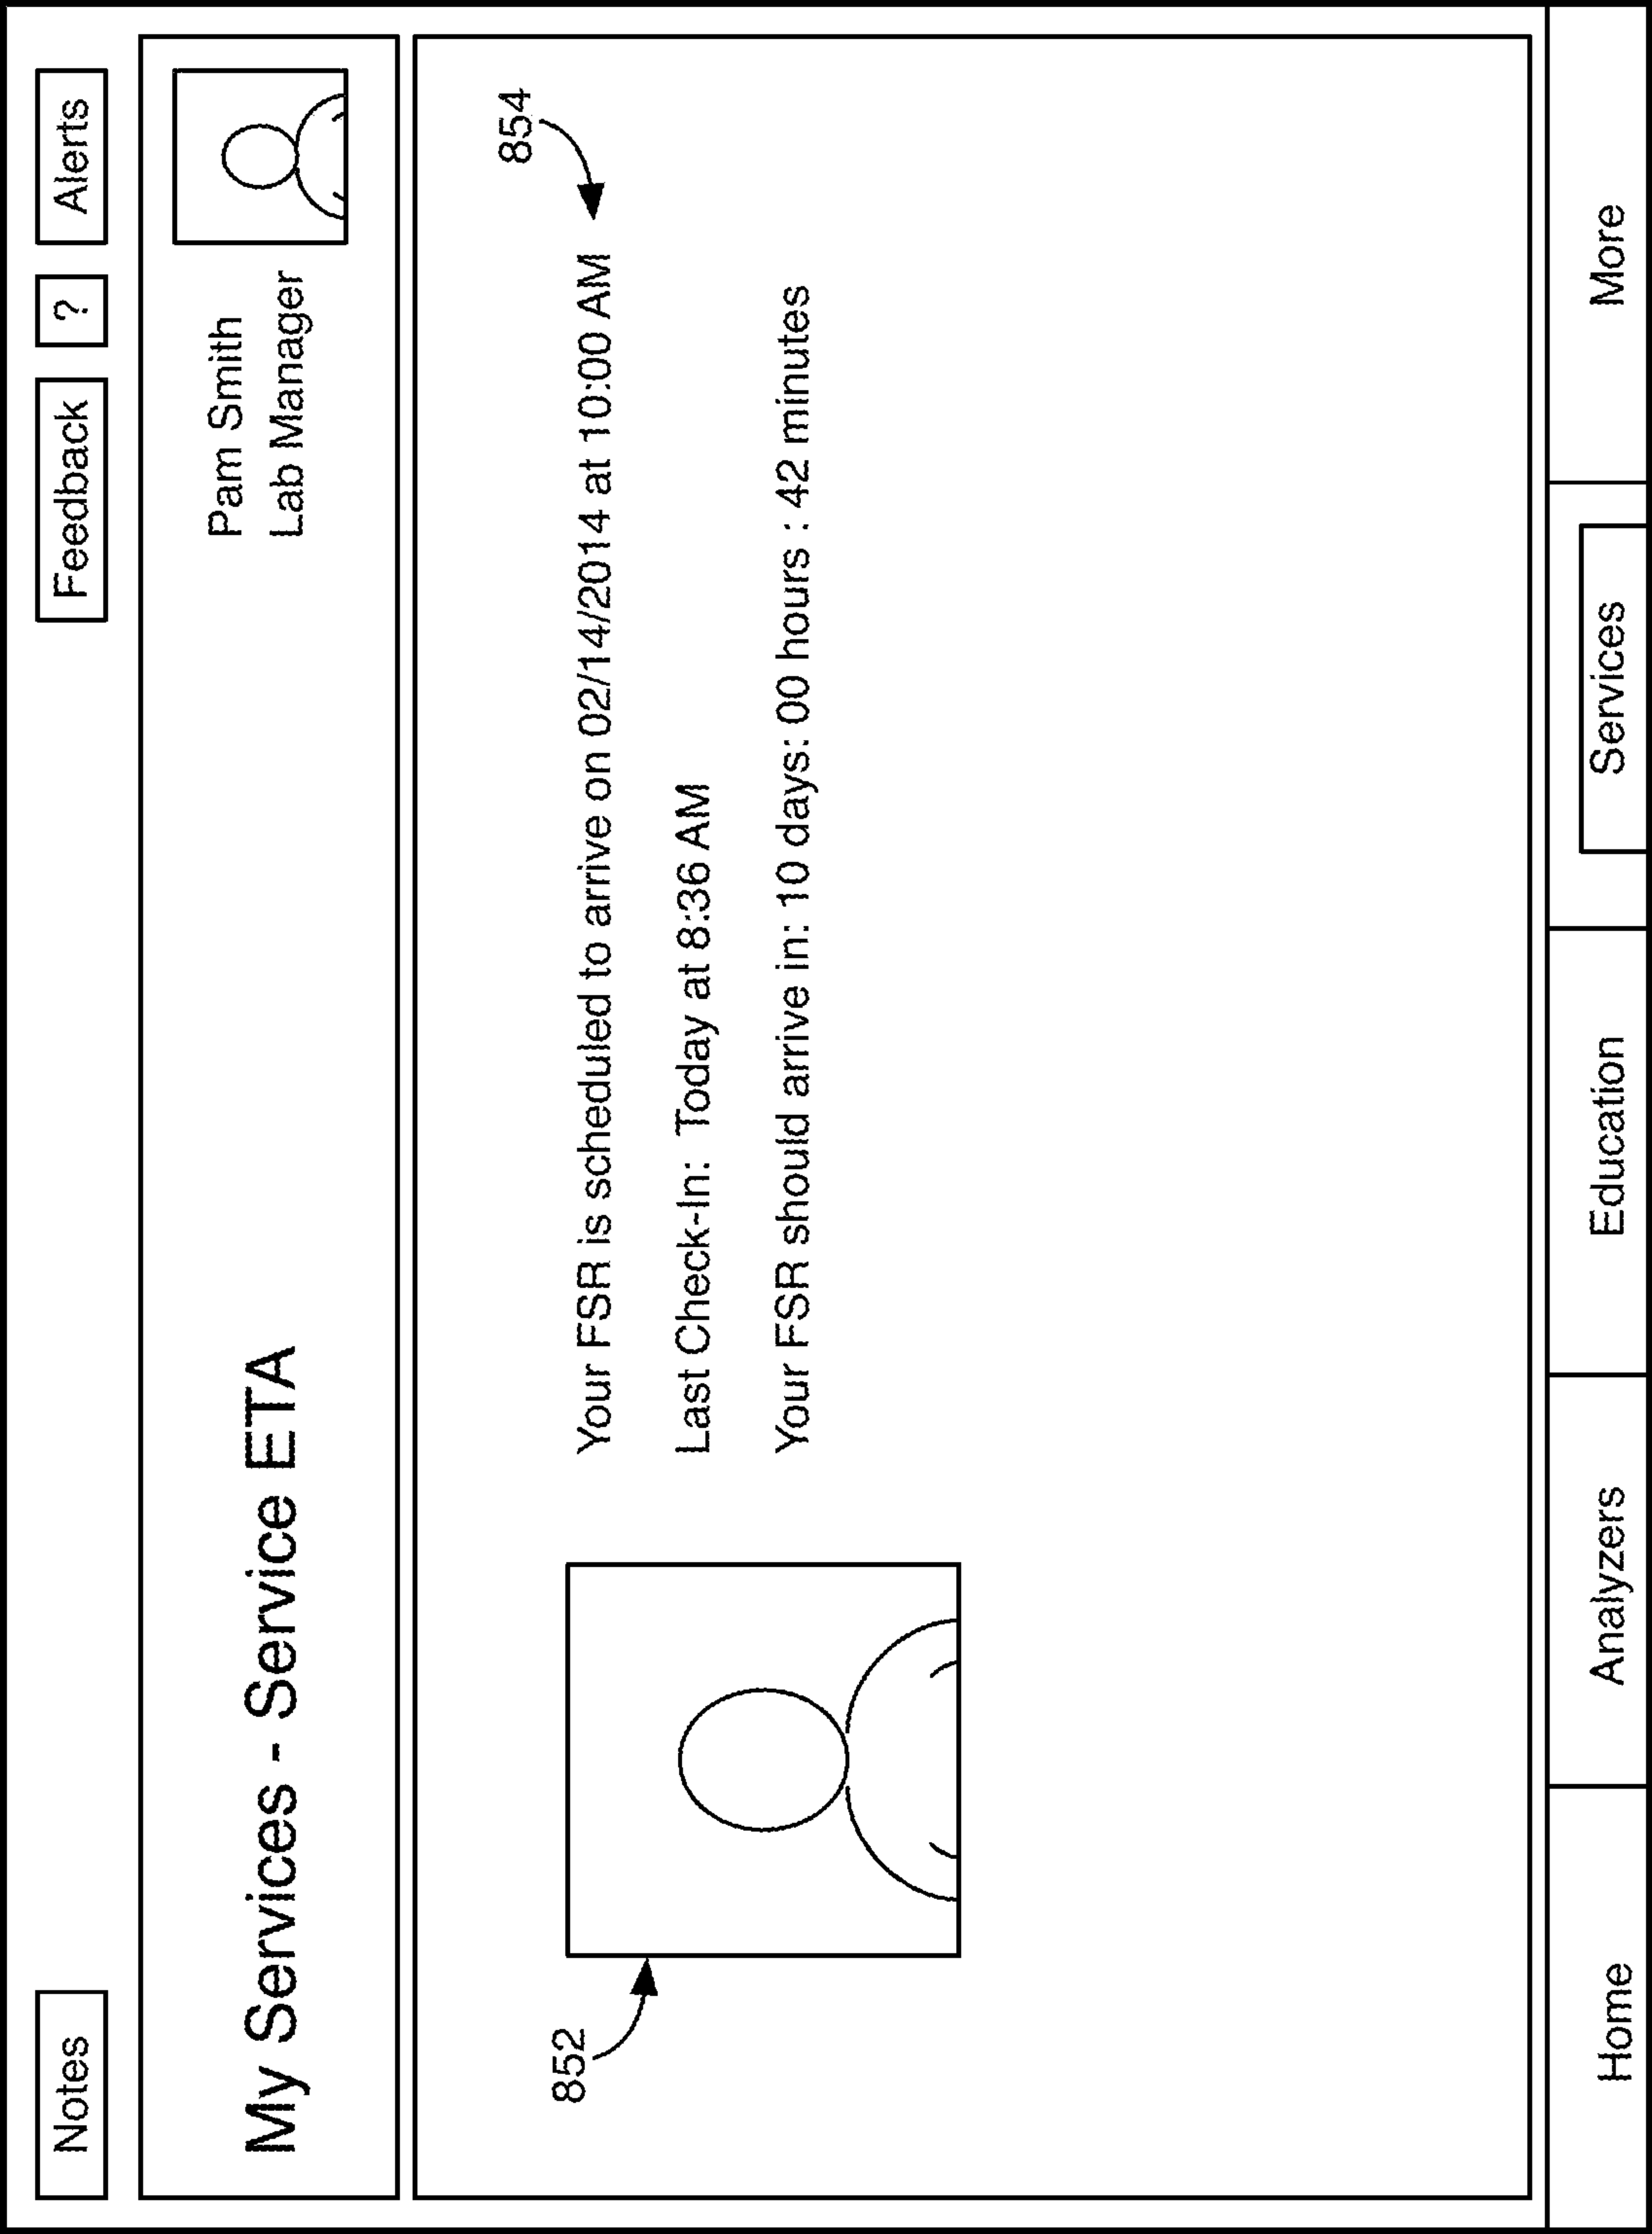 Notes
Feedback
?
Alerts
My Services - Service ETA
Pam Smith
Lab Manager
852
854
Your FSR is scheduled to arrive on 02/14/2014 at 10:00 AM
Last Check-In: Today at 8:36 AM
Your FSR should arrive in: 10 days: 00 hours : 42 minutes
Home
Analyzers
Education
Services
More